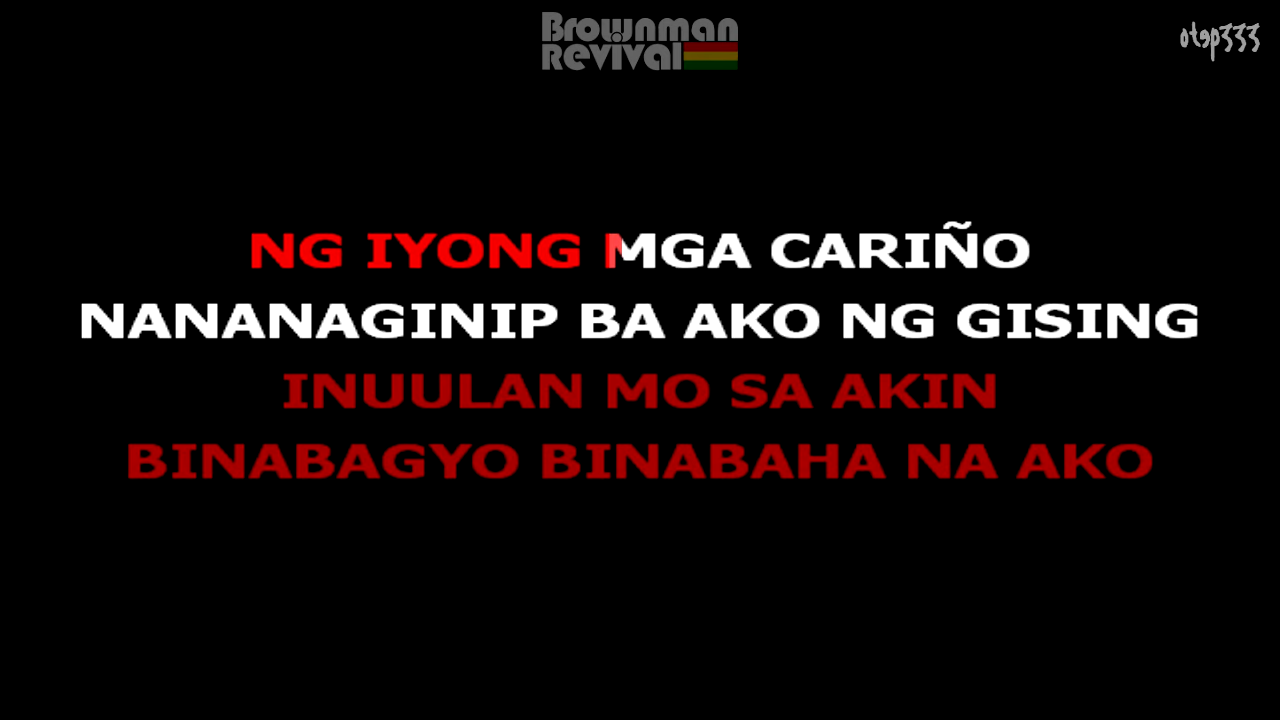 Brownman
Revival
otep333
NG IYONG MGA CARIÑO
NANANAGINIP BA AKO NG GISING
INUULAN MO SA AKIN
BINABAGYO BINABAHA NA AKO